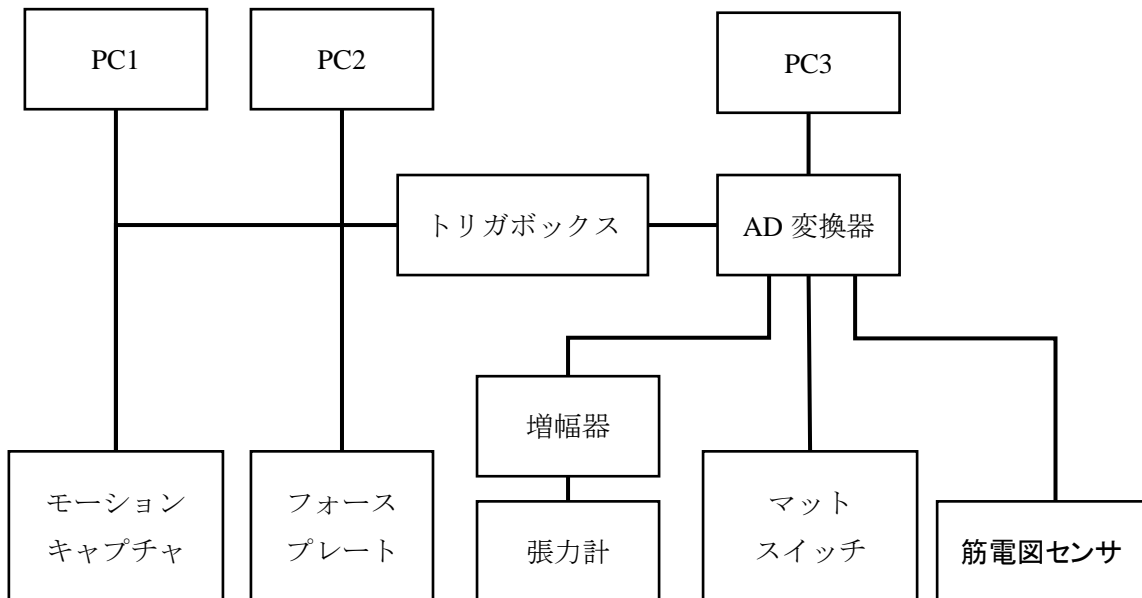 PC1
PC2
PC3
トリガボックス
AD 変換器
増幅器
モーション
キャプチャ
フォース
プレート
張力計
マット
スイッチ
筋電図センサ